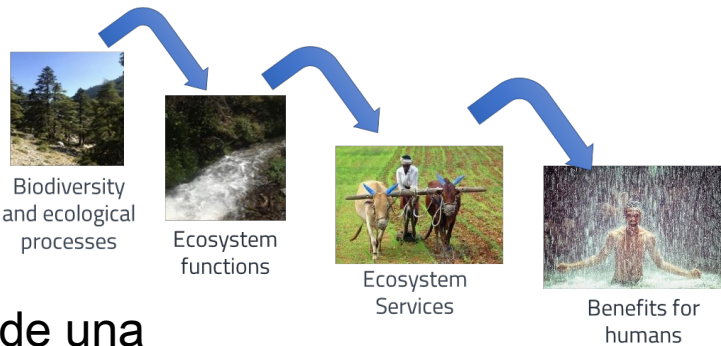 Biodiversity
and ecological
processes
Ecosystem
functions
Ecosystem
Services
Benefits for
humans
de una